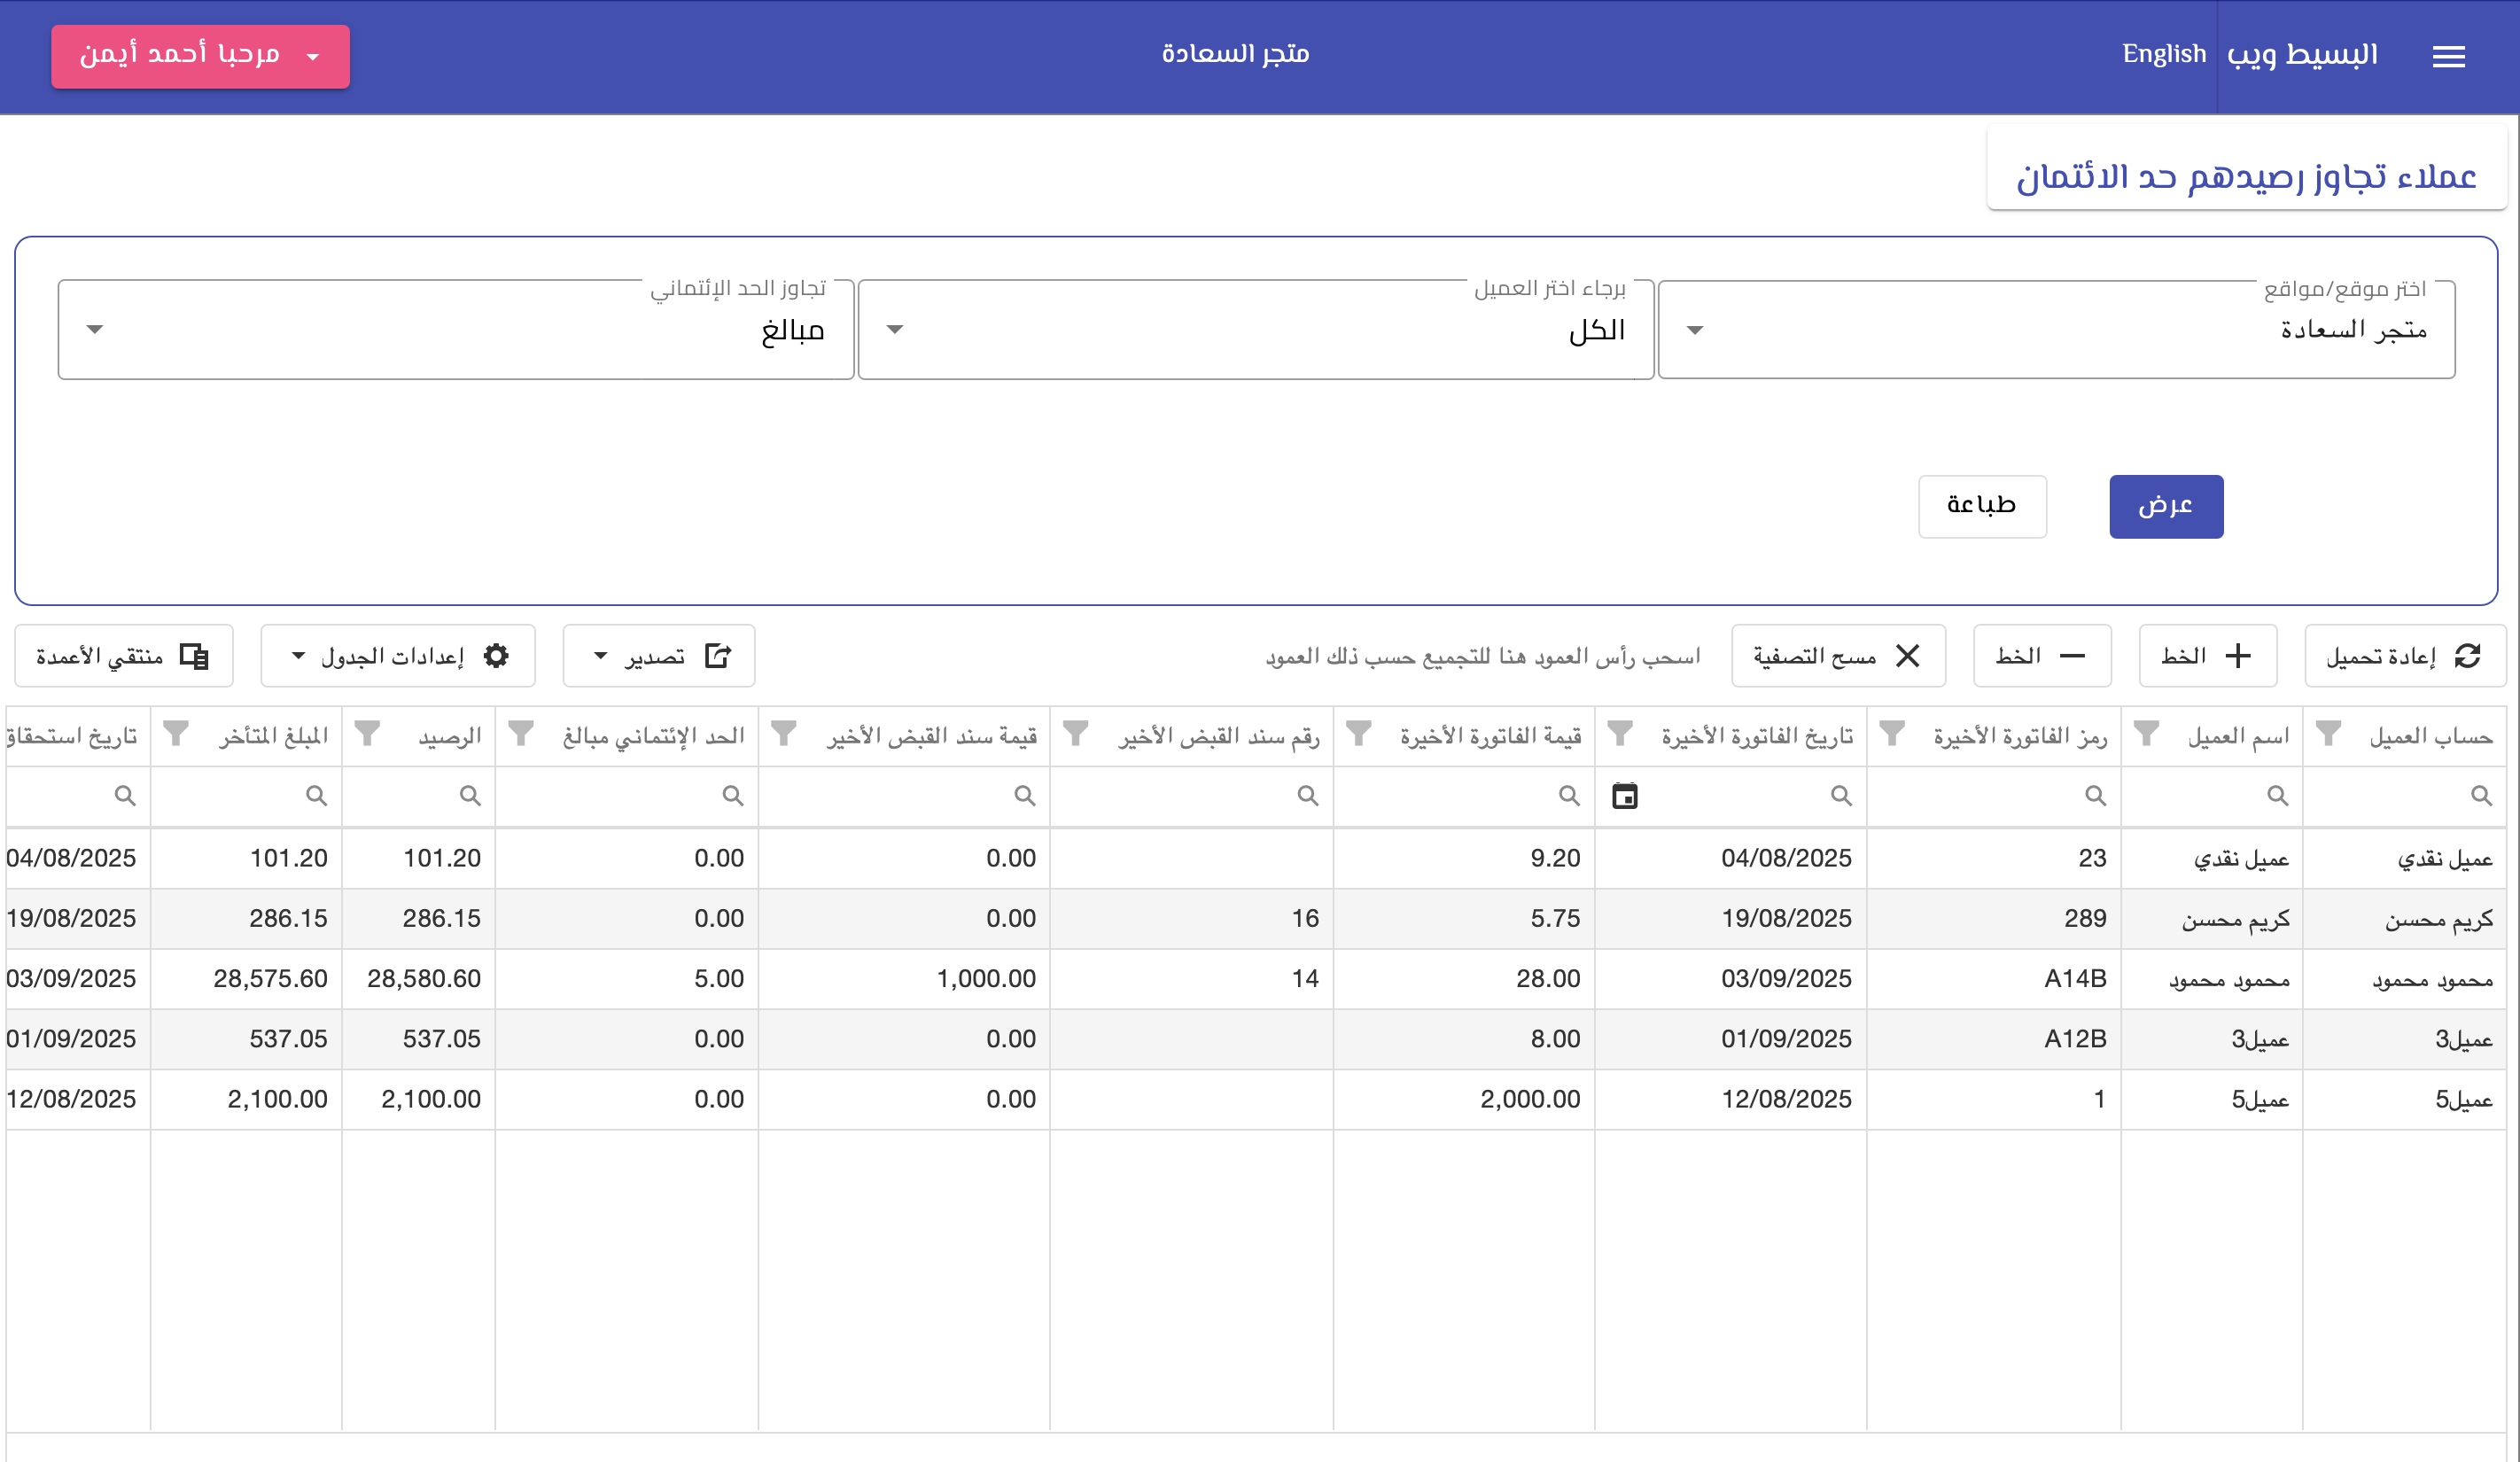 البسيط ويب English متجر السعادة مرحبا أحمد أيمن
عملاء تجاوز رصيدهم حد الائتمان
اختر موقع/مواقع برجاء اختر العميل تجاوز الحد الإئتماني
متجر السعادة الكل مبالغ
عرض طباعة
إعادة تحميل الخط الخط مسح التصفية اسحب رأس العمود هنا للتجميع حسب ذلك العمود تصدير إعدادات الجدول منتقي الأعمدة
حساب العميل اسم العميل رمز الفاتورة الأخيرة تاريخ الفاتورة الأخيرة قيمة الفاتورة الأخيرة رقم سند القبض الأخير قيمة سند القبض الأخير الحد الإئتماني مبالغ الرصيد المبلغ المتأخر تاريخ استحقاق
عميل نقدي عميل نقدي 23 04/08/2025 9.20 0.00 0.00 101.20 101.20 04/08/2025
كريم محسن كريم محسن 289 19/08/2025 5.75 16 0.00 0.00 286.15 286.15 19/08/2025
محمود محمود محمود محمود A14B 03/09/2025 28.00 14 1,000.00 5.00 28,580.60 28,575.60 03/09/2025
عميل3 عميل3 A12B 01/09/2025 8.00 0.00 0.00 537.05 537.05 01/09/2025
عميل5 عميل5 1 12/08/2025 2,000.00 0.00 0.00 2,100.00 2,100.00 12/08/2025